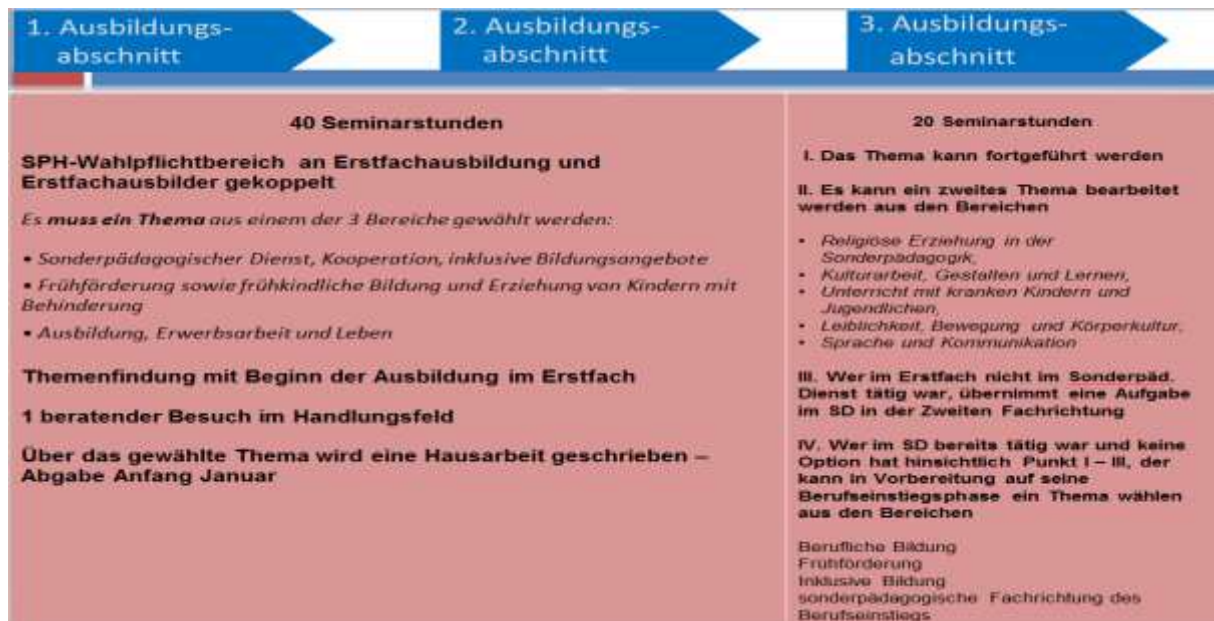 1. Ausbildungs-
abschnitt
2. Ausbildungs-
abschnitt
3. Ausbildungs-
abschnitt
40 Seminarstunden
SPH-Wahlpflichtbereich an Erstfachausbildung und
Erstfachausbilder gekoppelt
Es muss ein Thema aus einem der 3 Bereiche gewählt werden:
• Sonderpädagogischer Dienst, Kooperation, inklusive Bildungsangebote
• Frühförderung sowie frühkindliche Bildung und Erziehung von Kindern mit
Behinderung
• Ausbildung, Erwerbsarbeit und Leben
Themenfindung mit Beginn der Ausbildung im Erstfach
1 beratender Besuch im Handlungsfeld
Über das gewählte Thema wird eine Hausarbeit geschrieben –
Abgabe Anfang Januar
20 Seminarstunden
I. Das Thema kann fortgeführt werden
II. Es kann ein zweites Thema bearbeitet
werden aus den Bereichen
• Religiöse Erziehung in der
Sonderpädagogik,
• Kulturarbeit, Gestalten und Lernen,
• Unterricht mit kranken Kindern und
Jugendlichen,
• Leiblichkeit, Bewegung und Körperkultur,
• Sprache und Kommunikation
III. Wer im Erstfach nicht im Sonderpäd.
Dienst tätig war, übernimmt eine Aufgabe
im SD in der Zweiten Fachrichtung
IV. Wer im SD bereits tätig war und keine
Option hat hinsichtlich Punkt I – III, der
kann in Vorbereitung auf seine
Berufseinstiegsphase ein Thema wählen
aus den Bereichen
Berufliche Bildung
Frühförderung
Inklusive Bildung
sonderpädagogische Fachrichtung des
Berufseinstiegs